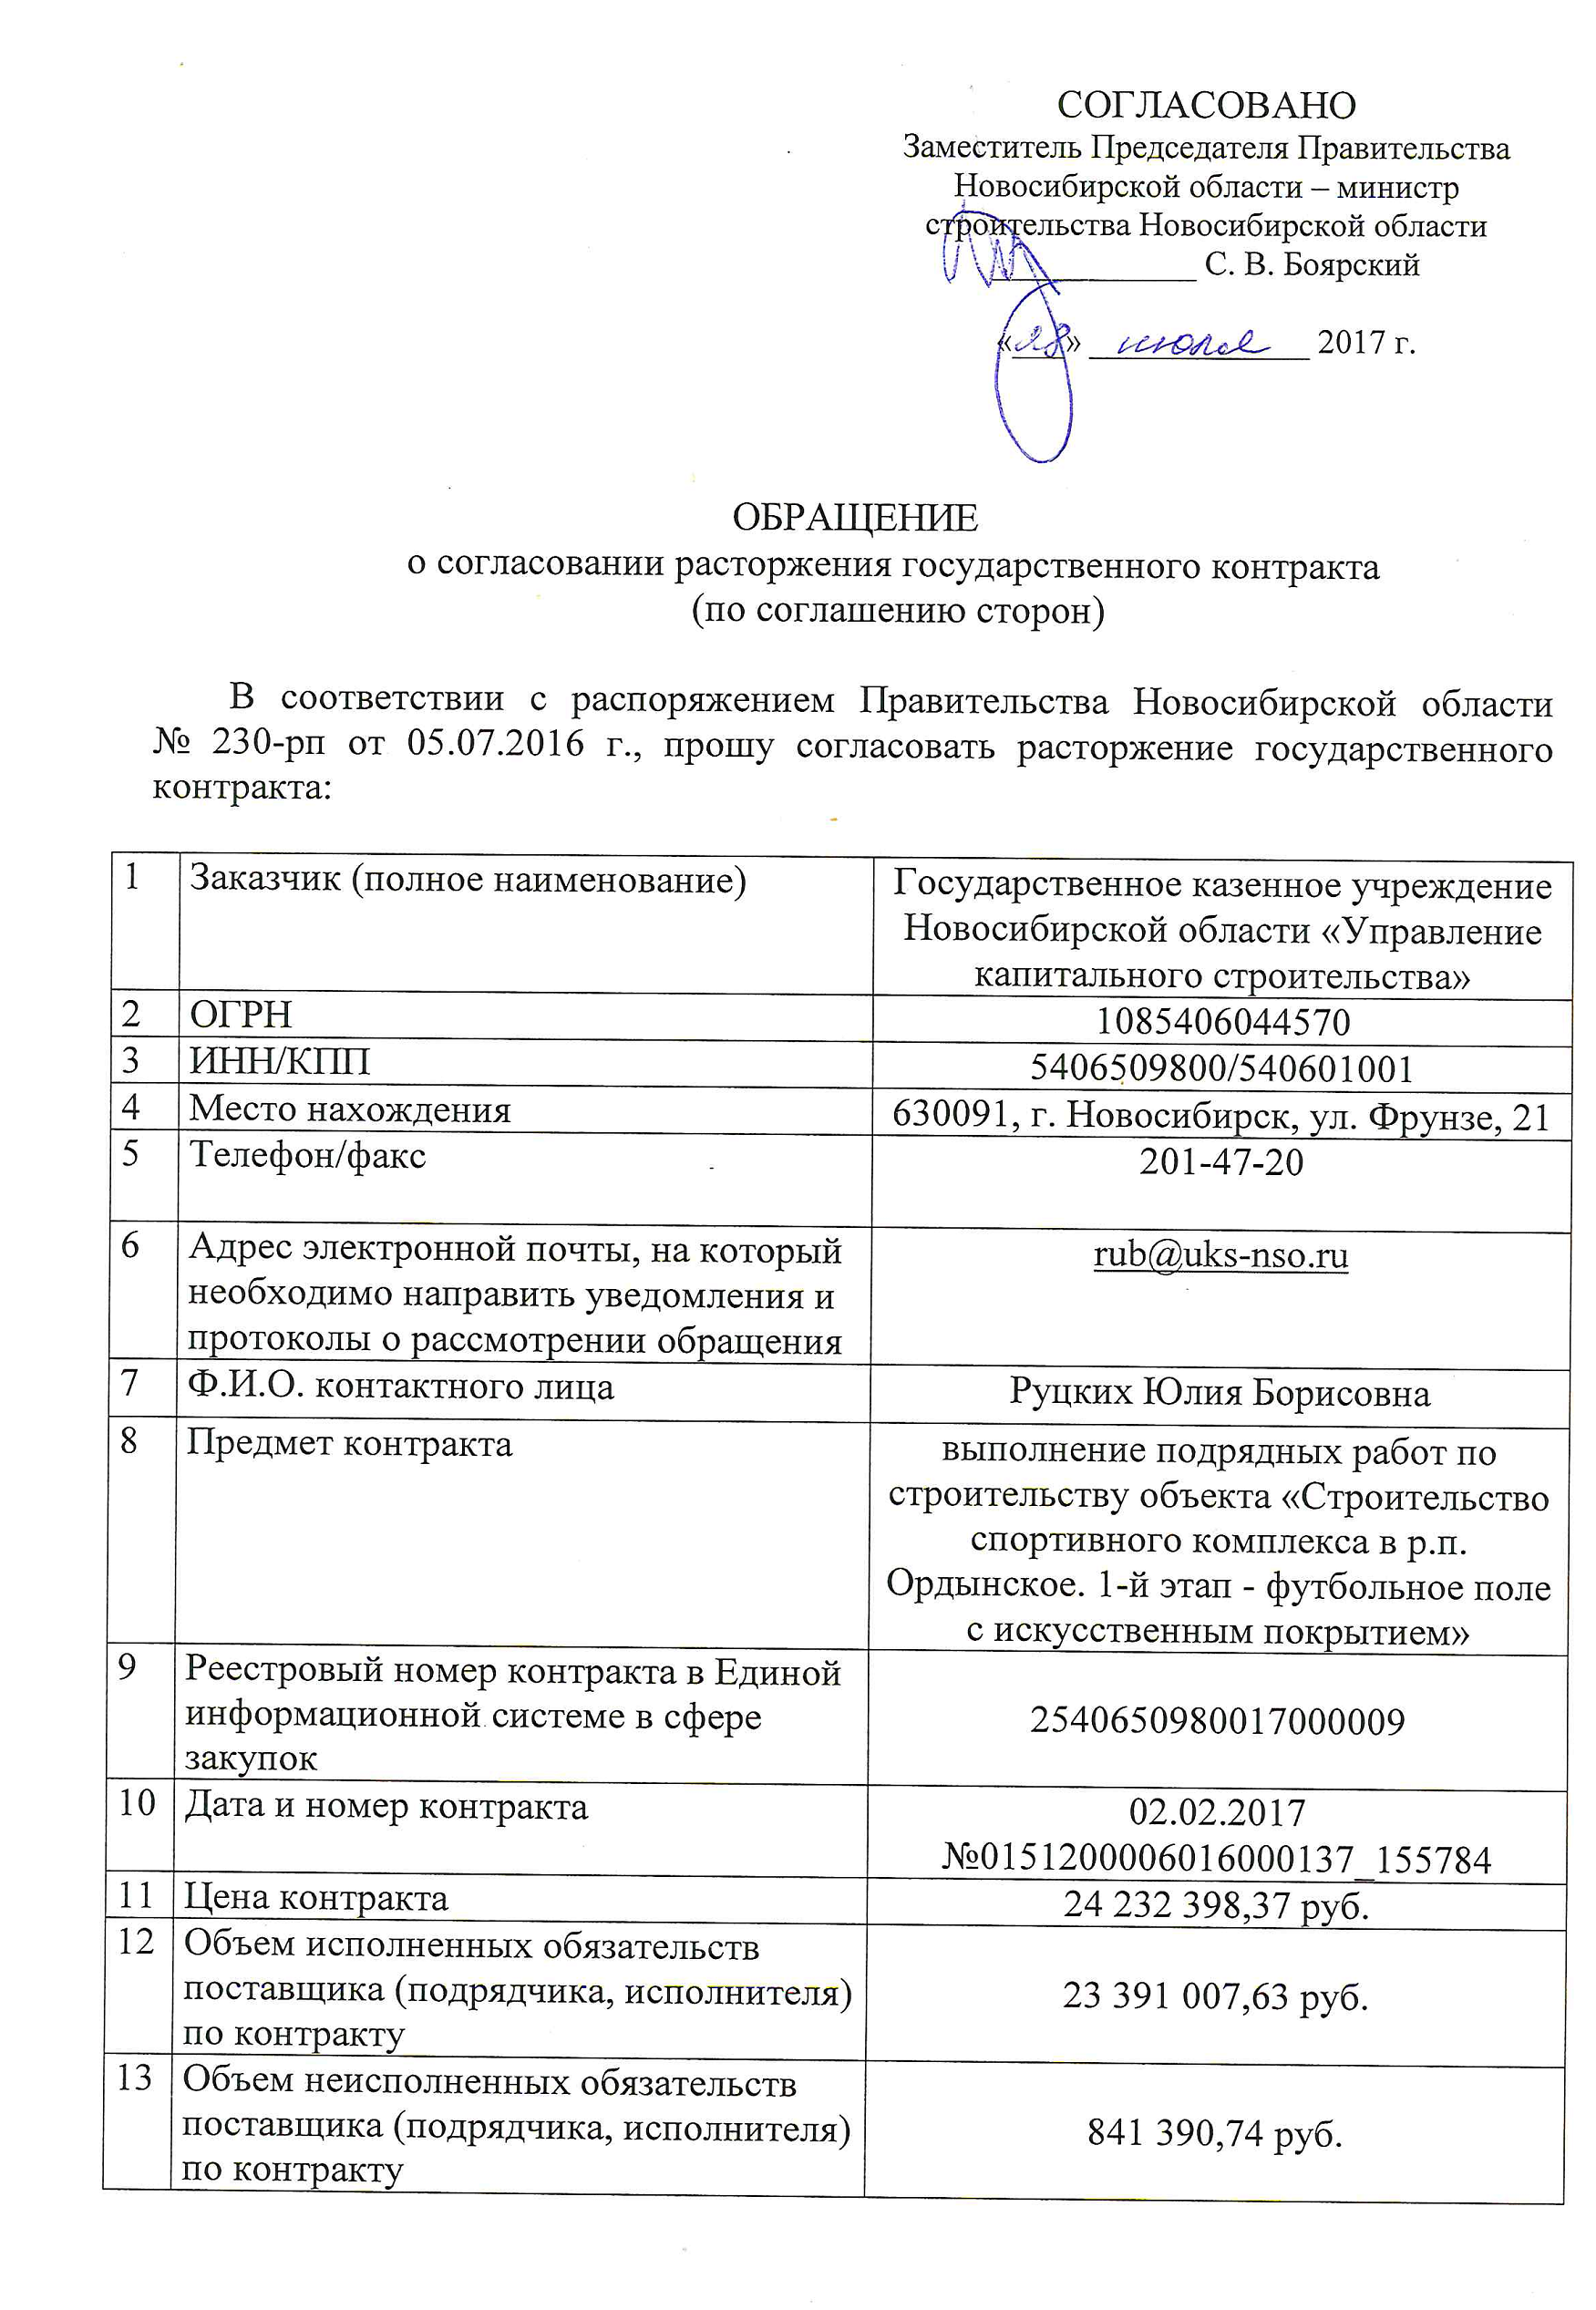 СОГЛАСОВАНО
Заместитель Председателя Правительства
Новосибирской области – министр
строительства Новосибирской области
______________ С. В. Боярский
«28» июля 2017 г.
ОБРАЩЕНИЕ
о согласовании расторжения государственного контракта
(по соглашению сторон)
В соответствии с распоряжением Правительства Новосибирской области
№ 230-рп от 05.07.2016 г., прошу согласовать расторжение государственного
контракта:
1 Заказчик (полное наименование) Государственное казенное учреждение
Новосибирской области «Управление
капитального строительства»
2 ОГРН 1085406044570
3 ИНН/КПП 5406509800/540601001
4 Место нахождения 630091, г. Новосибирск, ул. Фрунзе, 21
5 Телефон/факс 201-47-20
6 Адрес электронной почты, на который rub@uks-nso.ru
необходимо направить уведомления и
протоколы о рассмотрении обращения
7 Ф.И.О. контактного лица Руцких Юлия Борисовна
8 Предмет контракта выполнение подрядных работ по
строительству объекта «Строительство
спортивного комплекса в р.п.
Ордынское. 1-й этап - футбольное поле
с искусственным покрытием»
9 Реестровый номер контракта в Единой
информационной системе в сфере 2540650980017000009
закупок
10 Дата и номер контракта 02.02.2017
№0151200006016000137_155784
11 Цена контракта 24 232 398,37 руб.
12 Объем исполненных обязательств
поставщика (подрядчика, исполнителя) 23 391 007,63 руб.
по контракту
13 Объем неисполненных обязательств
поставщика (подрядчика, исполнителя) 841 390,74 руб.
по контракту